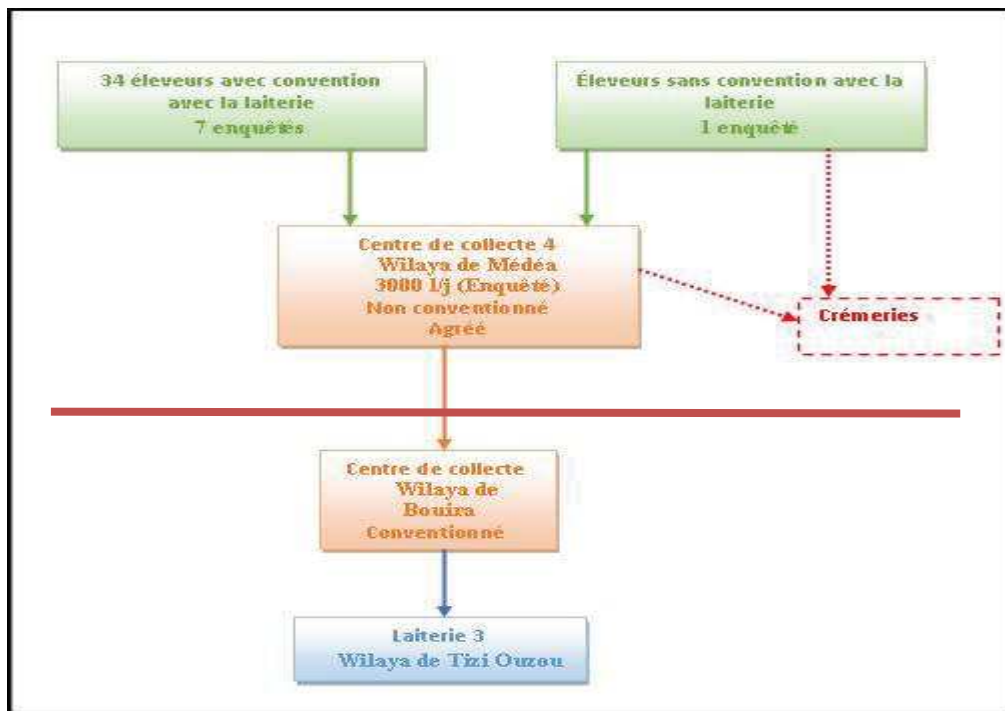 34 éleveurs avec convention
avec la laiterie
7 enquêtés
Éleveurs sans convention avec la
laiterie
1 enquêté
Centre de collecte 4
Wilaya de Médéa
3000 l/j (Enquêté)
Non conventionné
Agréé
Crémeries
Centre de collecte
Wilaya de
Bouira
Conventionné
Laiterie 3
Wilaya de Tizi Ouzou